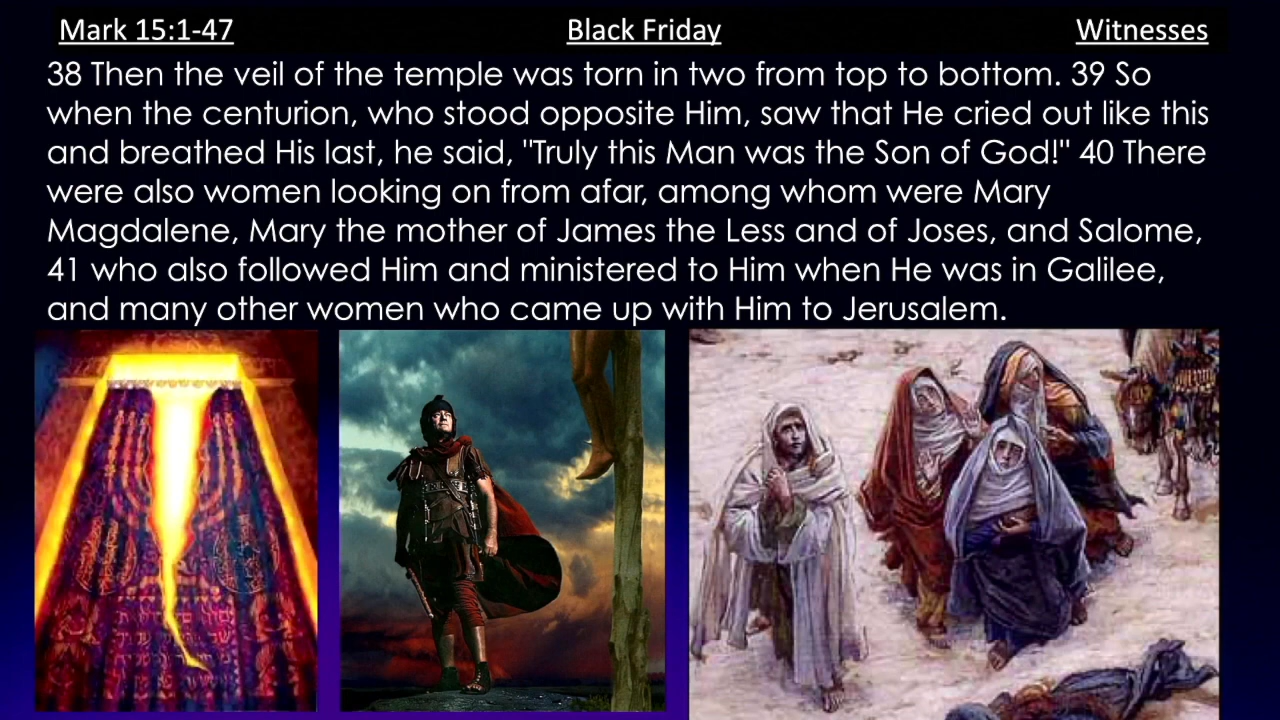 Mark 15:1-47 Black Friday Witnesses
38 Then the veil of the temple was torn in two from top to bottom. 39 So
when the centurion, who stood opposite Him, saw that He cried out like this
and breathed His last, he said, "Truly this Man was the Son of God!" 40 There
were also women looking on from afar, among whom were Mary
Magdalene, Mary the mother of James the Less and of Joses, and Salome,
41 who also followed Him and ministered to Him when He was in Galilee,
and many other women who came up with Him to Jerusalem.